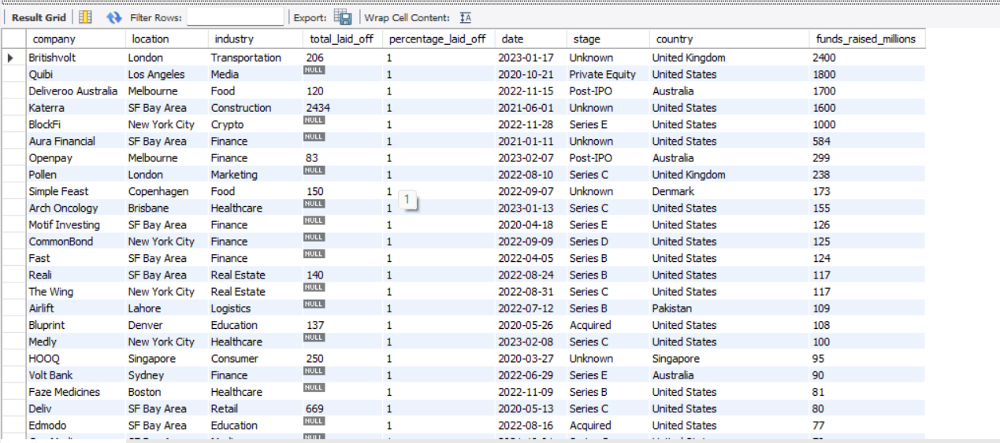 Result Grid Filter Rows: Export: Wrap Cell Content:
company location industry total_laid_off percentage_laid_off date stage country funds_raised_millions
Britishvolt London Transportation 206 1 2023-01-17 Unknown United Kingdom 2400
Quibi Los Angeles Media NULL 1 2020-10-21 Private Equity United States 1800
Deliveroo Australia Melbourne Food 120 1 2022-11-15 Post-IPO Australia 1700
Katerra SF Bay Area Construction 2434 1 2021-06-01 Unknown United States 1600
BlockFi New York City Crypto NULL 1 2022-11-28 Series E United States 1000
Aura Financial SF Bay Area Finance NULL 1 2021-01-11 Unknown United States 584
Openpay Melbourne Finance 83 1 2023-02-07 Post-IPO Australia 299
Pollen London Marketing NULL 1 2022-08-10 Series C United Kingdom 238
Simple Feast Copenhagen Food 150 1 2022-09-07 Unknown Denmark 173
1
Arch Oncology Brisbane Healthcare NULL 1 2023-01-13 Series C United States 155
Motif Investing SF Bay Area Finance NULL 1 2020-04-18 Series E United States 126
CommonBond New York City Finance NULL 1 2022-09-09 Series D United States 125
Fast SF Bay Area Finance NULL 1 2022-04-05 Series B United States 124
Reali SF Bay Area Real Estate 140 1 2022-08-24 Series B United States 117
The Wing New York City Real Estate NULL 1 2022-08-31 Series C United States 117
Airlift Lahore Logistics NULL 1 2022-07-12 Series B Pakistan 109
Bluprint Denver Education 137 1 2020-05-26 Acquired United States 108
Medly New York City Healthcare NULL 1 2023-02-08 Series C United States 100
HOOQ Singapore Consumer 250 1 2020-03-27 Unknown Singapore 95
Volt Bank Sydney Finance NULL 1 2022-06-29 Series E Australia 90
Faze Medicines Boston Healthcare NULL 1 2022-11-09 Series B United States 81
Deliv SF Bay Area Retail 669 1 2020-05-13 Series C United States 80
Edmodo SF Bay Area Education NULL 1 2022-08-16 Acquired United States 77
NULL